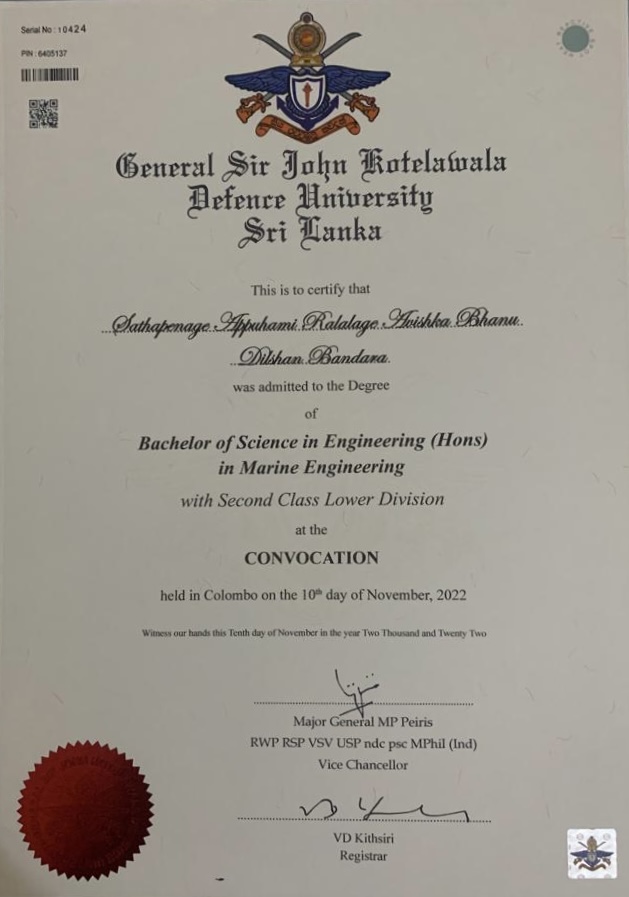 Serial No : 10424
PIN : 6405137
General Sir John Kotelawala
Defence University
Sri Lanka
This is to certify that
Sathapenage Appuhami Ralalage Avishka Bhanu
Dilshan Bandara
was admitted to the Degree
of
Bachelor of Science in Engineering (Hons)
in Marine Engineering
with Second Class Lower Division
at the
CONVOCATION
held in Colombo on the 10th day of November, 2022
Witness our hands this Tenth day of November in the year Two Thousand and Twenty Two
Major General MP Peiris
RWP RSP VSV USP ndc psc MPhil (Ind)
Vice Chancellor
VD Kithsiri
Registrar